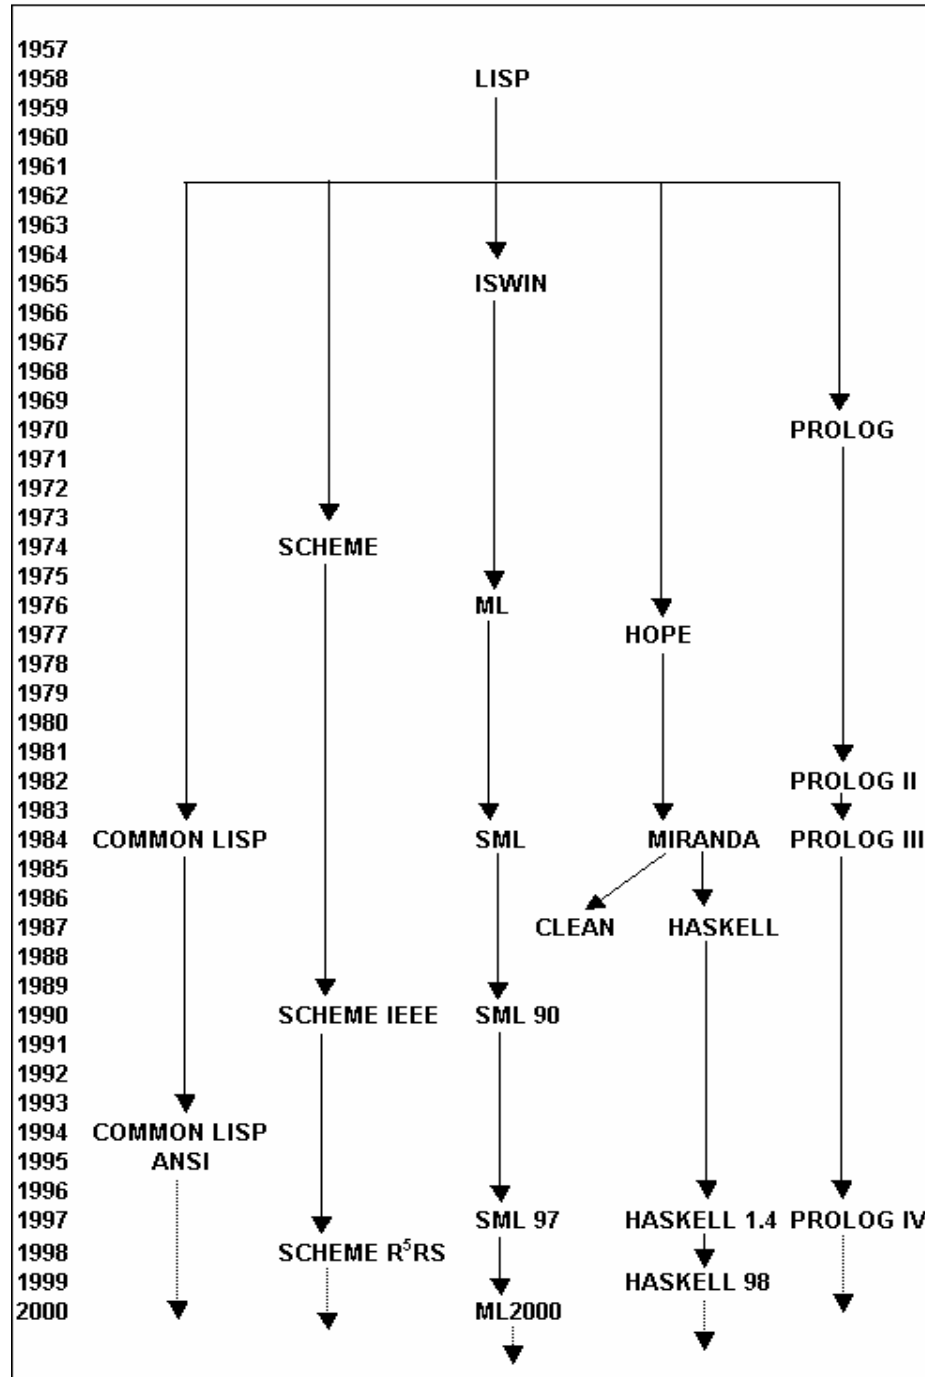 1957
1958 LISP
1959
1960
1961
1962
1963
1964
1965 ISWIN
1966
1967
1968
1969
1970 PROLOG
1971
1972
1973
1974 SCHEME
1975
1976 ML
1977 HOPE
1978
1979
1980
1981
1982 PROLOG II
1983
1984 COMMON LISP SML MIRANDA PROLOG III
1985
1986
1987 CLEAN HASKELL
1988
1989
1990 SCHEME IEEE SML 90
1991
1992
1993
1994 COMMON LISP
1995 ANSI
1996
1997 SML 97 HASKELL 1.4 PROLOG IV
1998 SCHEME R⁵RS
1999 HASKELL 98
2000 ML2000